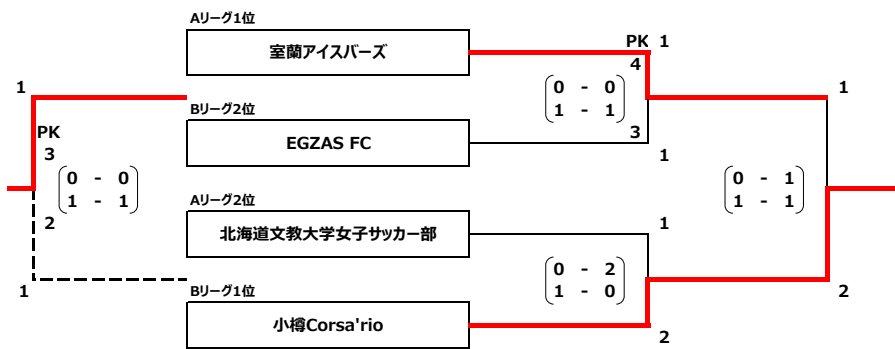 Aリーグ1位
室蘭アイスバーズ
PK 1
4
0 - 0
1 - 1
3
1
Bリーグ2位
EGZAS FC
1
PK
3
0 - 0
1 - 1
2
1
Aリーグ2位
北海道文教大学女子サッカー部
1
0 - 2
1 - 0
2
Bリーグ1位
小樽Corsa'rio
1
0 - 1
1 - 1
2